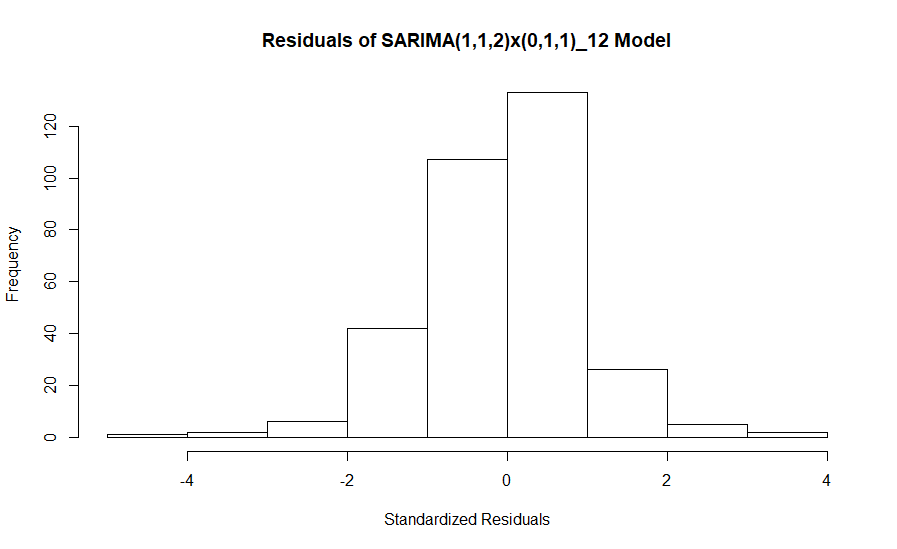 Residuals of SARIMA(1,1,2)x(0,1,1)_12 Model
Frequency
120
100
80
60
40
20
0
-4 -2 0 2 4
Standardized Residuals